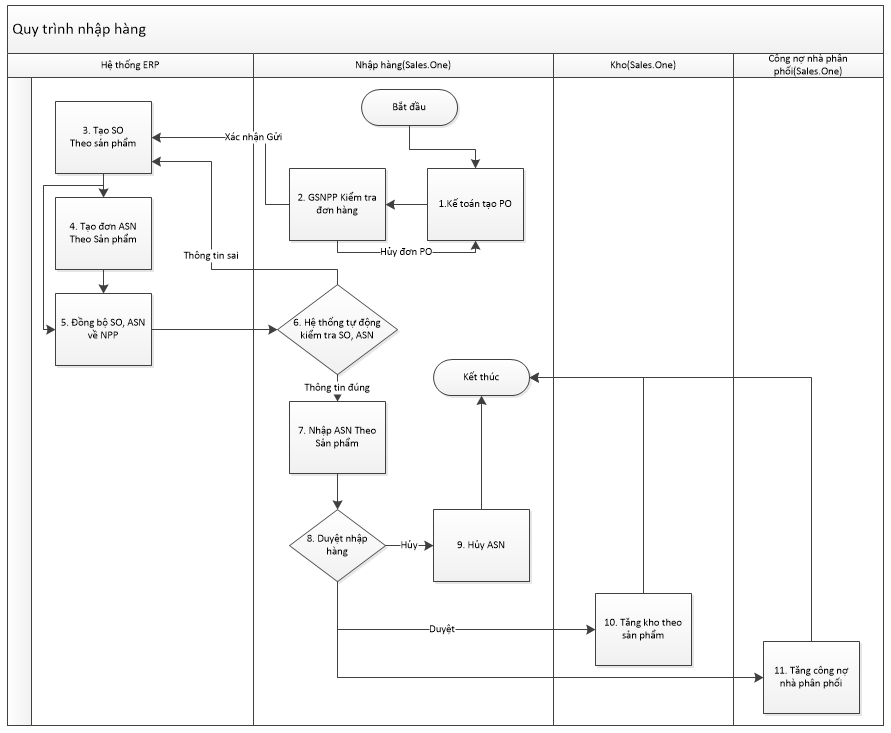 Quy trình nhập hàng
Hệ thống ERP
Nhập hàng(Sales.One)
Kho(Sales.One)
Công nợ nhà phân
phối(Sales.One)
Bắt đầu
3. Tạo SO
Theo sản phẩm
Xác nhận Gửi
2. GSNPP Kiểm tra
đơn hàng
1.Kế toán tạo PO
4. Tạo đơn ASN
Theo Sản phẩm
Thông tin sai
Hủy đơn PO
5. Đồng bộ SO, ASN
về NPP
6. Hệ thống tự động
kiểm tra SO, ASN
Kết thúc
Thông tin đúng
7. Nhập ASN Theo
Sản phẩm
8. Duyệt nhập
hàng
Hủy
9. Hủy ASN
Duyệt
10. Tăng kho theo
sản phẩm
11. Tăng công nợ
nhà phân phối